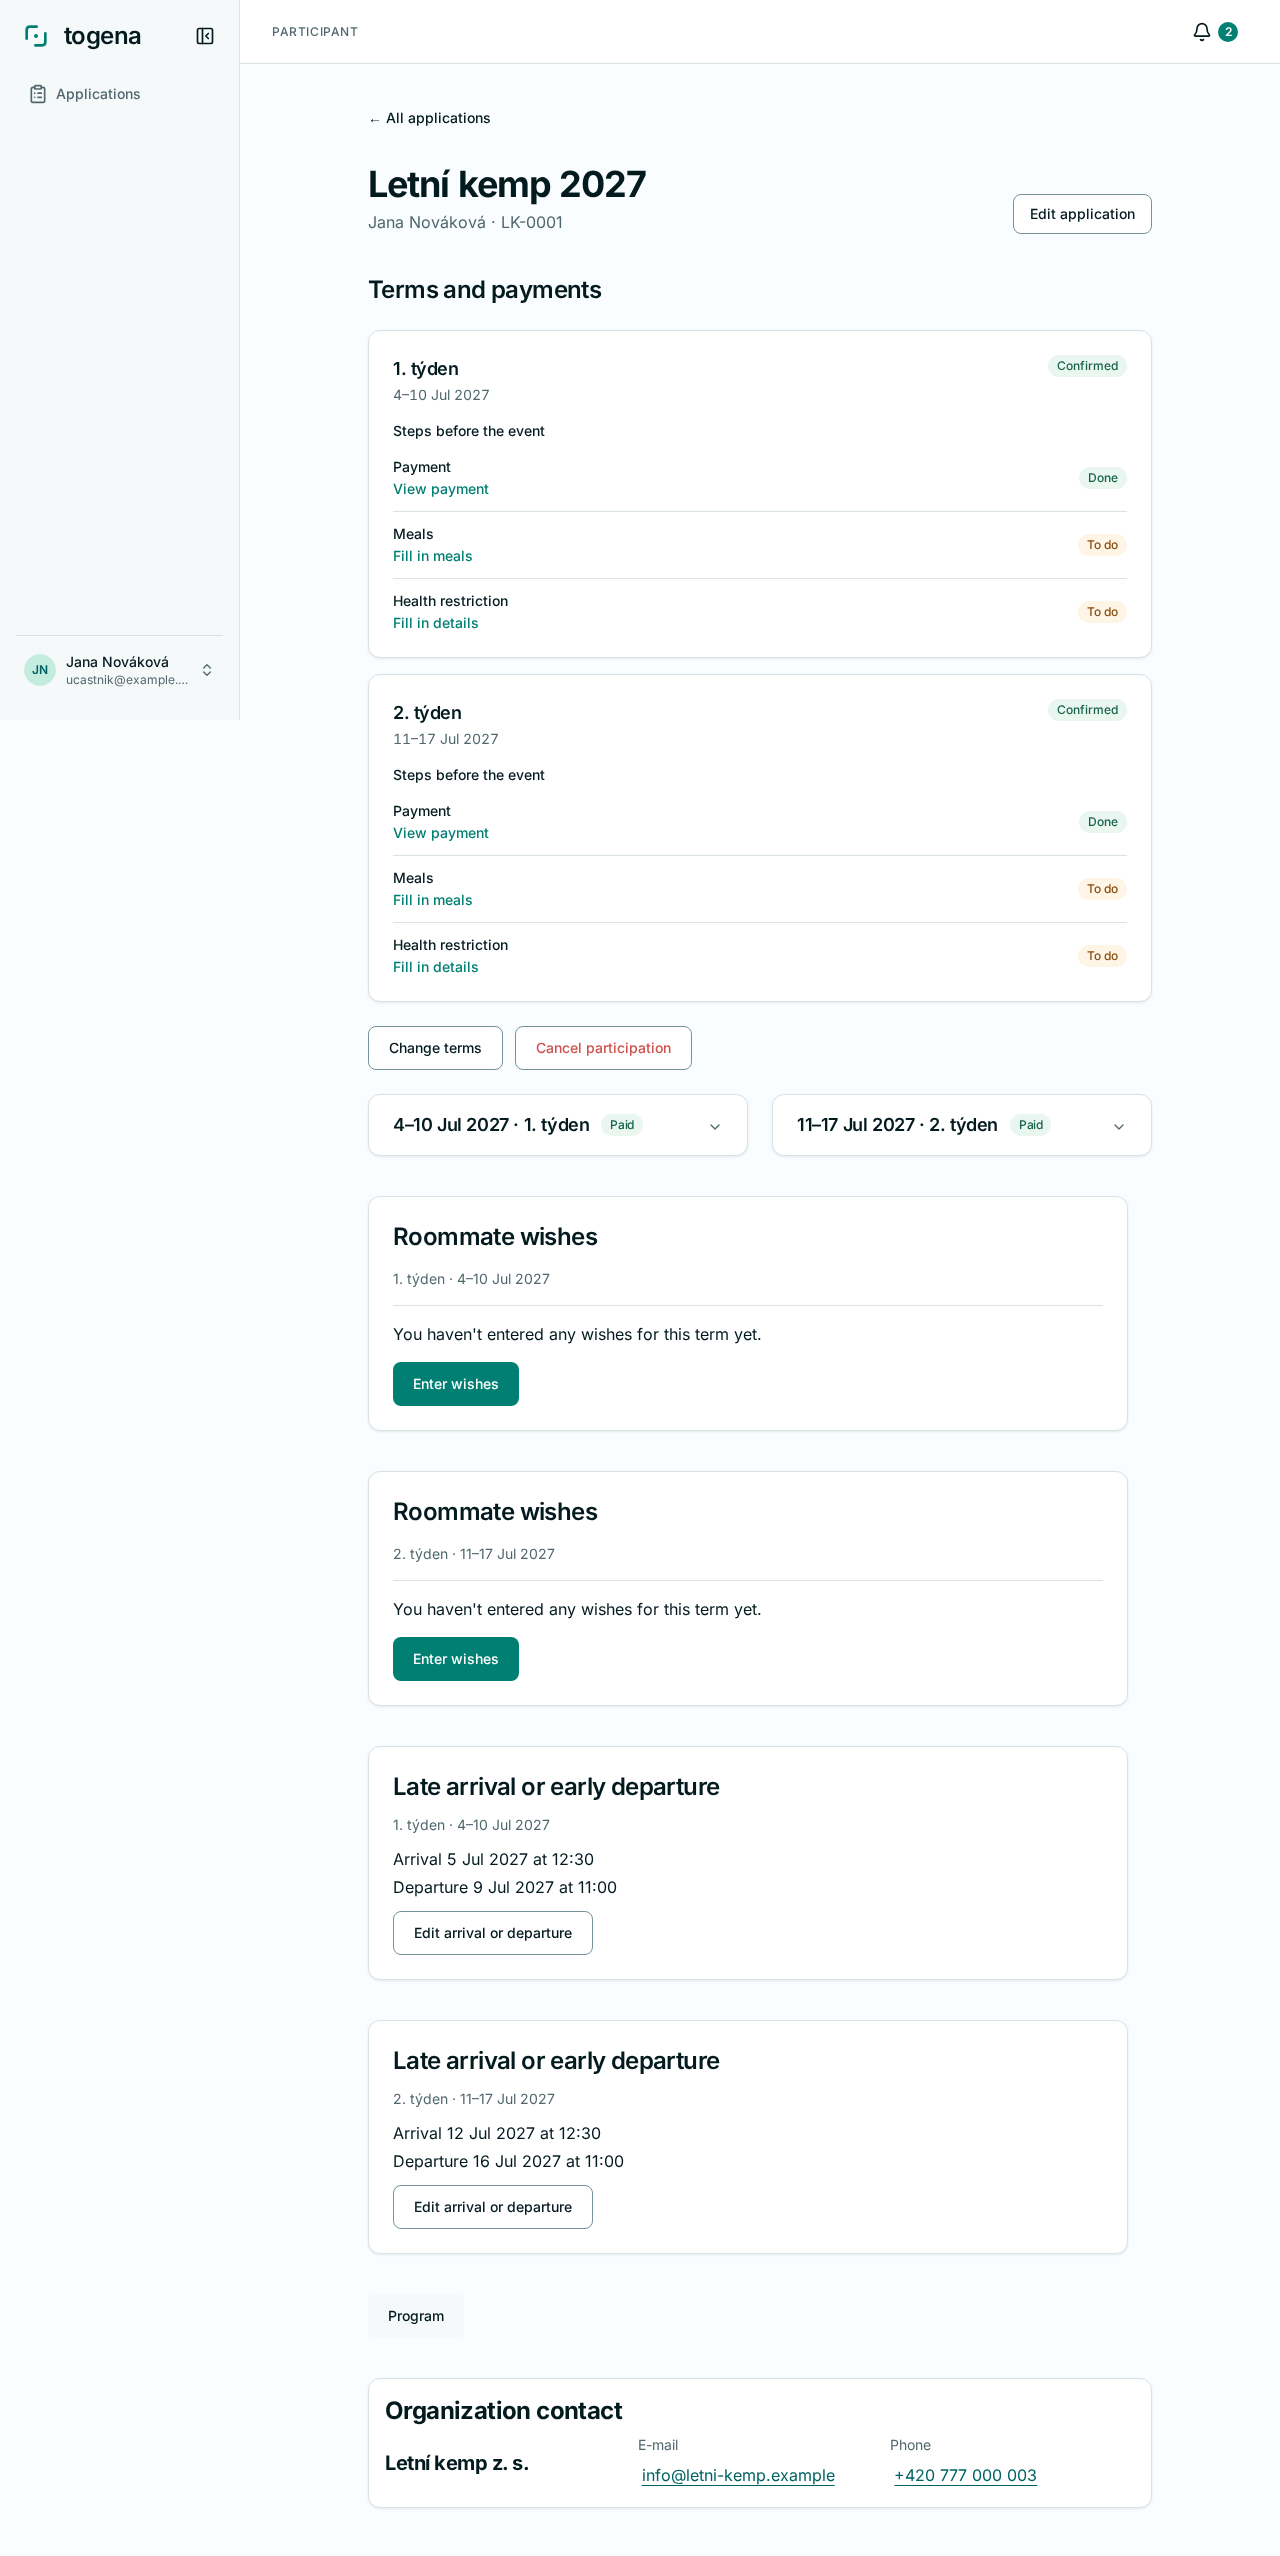 togena
PARTICIPANT
2
Applications
← All applications
Letní kemp 2027
Jana Nováková · LK-0001
Edit application
Terms and payments
1. týden
Confirmed
4–10 Jul 2027
Steps before the event
Payment
View payment
Done
Meals
Fill in meals
To do
Health restriction
Fill in details
To do
JN
Jana Nováková
ucastnik@example....
2. týden
Confirmed
11–17 Jul 2027
Steps before the event
Payment
View payment
Done
Meals
Fill in meals
To do
Health restriction
Fill in details
To do
Change terms
Cancel participation
4–10 Jul 2027 · 1. týden Paid
11–17 Jul 2027 · 2. týden Paid
Roommate wishes
1. týden · 4–10 Jul 2027
You haven't entered any wishes for this term yet.
Enter wishes
Roommate wishes
2. týden · 11–17 Jul 2027
You haven't entered any wishes for this term yet.
Enter wishes
Late arrival or early departure
1. týden · 4–10 Jul 2027
Arrival 5 Jul 2027 at 12:30
Departure 9 Jul 2027 at 11:00
Edit arrival or departure
Late arrival or early departure
2. týden · 11–17 Jul 2027
Arrival 12 Jul 2027 at 12:30
Departure 16 Jul 2027 at 11:00
Edit arrival or departure
Program
Organization contact
Letní kemp z. s.
E-mail
info@letni-kemp.example
Phone
+420 777 000 003